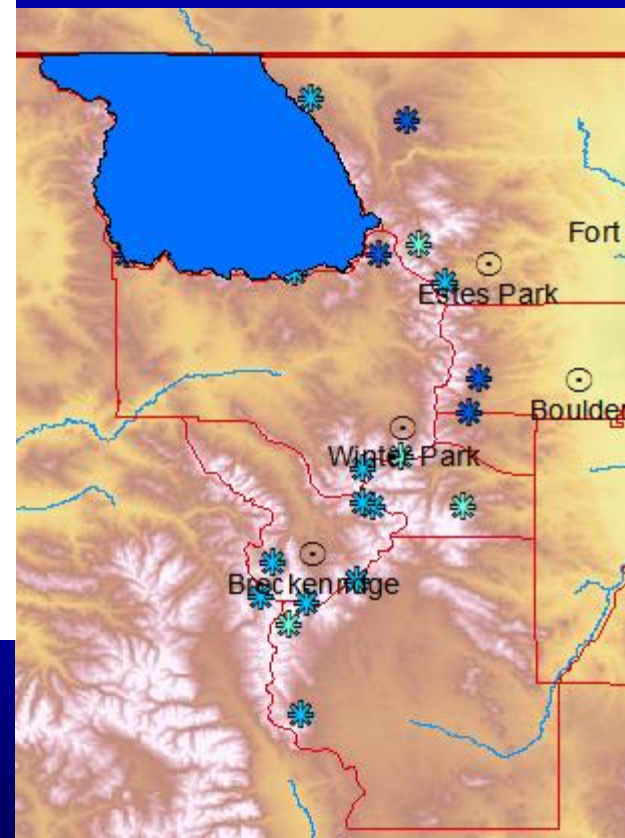 Fort
Estes Park
Boulder
Winter Park
Breckenridge